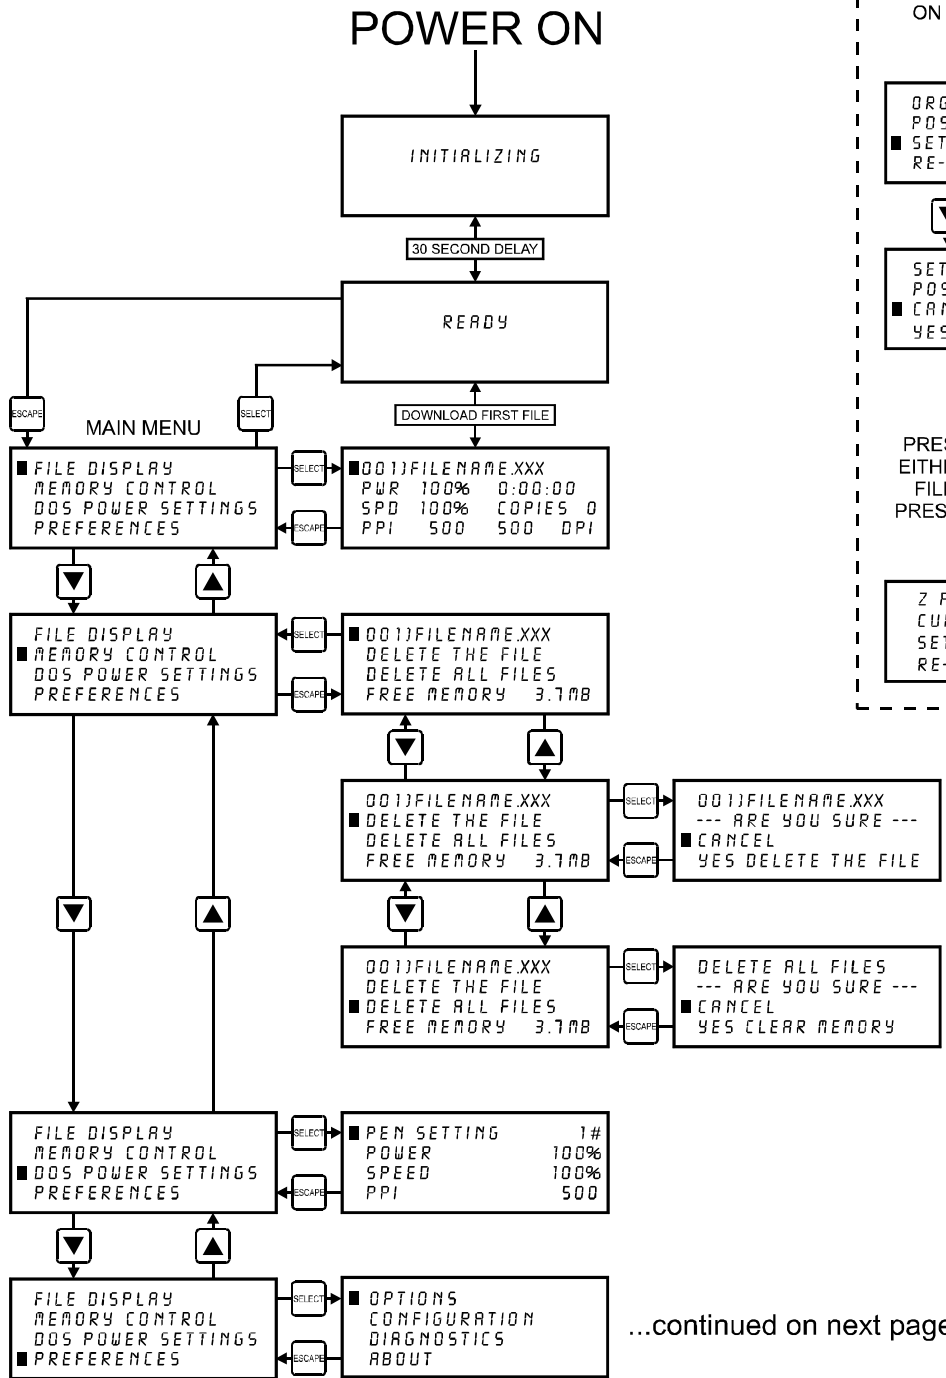 POWER ON
INITIALIZING
30 SECOND DELAY
READY
DOWNLOAD FIRST FILE
ESCAPE
SELECT
MAIN MENU
FILE DISPLAY
MEMORY CONTROL
DOS POWER SETTINGS
PREFERENCES
SELECT
ESCAPE
001)FILENAME.XXX
PWR 100% 0:00:00
SPD 100% COPIES 0
PPI 500 500 DPI
FILE DISPLAY
MEMORY CONTROL
DOS POWER SETTINGS
PREFERENCES
SELECT
ESCAPE
001)FILENAME.XXX
DELETE THE FILE
DELETE ALL FILES
FREE MEMORY 3.7MB
001)FILENAME.XXX
DELETE THE FILE
DELETE ALL FILES
FREE MEMORY 3.7MB
SELECT
ESCAPE
001)FILENAME.XXX
--- ARE YOU SURE ---
CANCEL
YES DELETE THE FILE
001)FILENAME.XXX
DELETE THE FILE
DELETE ALL FILES
FREE MEMORY 3.7MB
SELECT
ESCAPE
DELETE ALL FILES
--- ARE YOU SURE ---
CANCEL
YES CLEAR MEMORY
FILE DISPLAY
MEMORY CONTROL
DOS POWER SETTINGS
PREFERENCES
SELECT
ESCAPE
PEN SETTING 1#
POWER 100%
SPEED 100%
PPI 500
FILE DISPLAY
MEMORY CONTROL
DOS POWER SETTINGS
PREFERENCES
SELECT
ESCAPE
OPTIONS
CONFIGURATION
DIAGNOSTICS
ABOUT
...continued on next page
ON
SET
RE-
SET
YES
SET
RE-